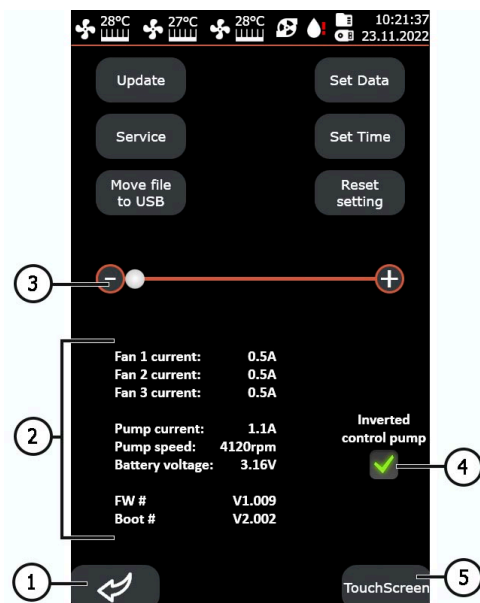 28°C 27°C 28°C 10:21:37
23.11.2022
Update Set Data
Service Set Time
Move file
to USB
Reset
setting
3 - +
Fan 1 current: 0.5A
Fan 2 current: 0.5A
Fan 3 current: 0.5A
2
Pump current: 1.1A
Pump speed: 4120rpm
Battery voltage: 3.16V
Inverted
control pump
4
FW # V1.009
Boot # V2.002
1 TouchScreen 5